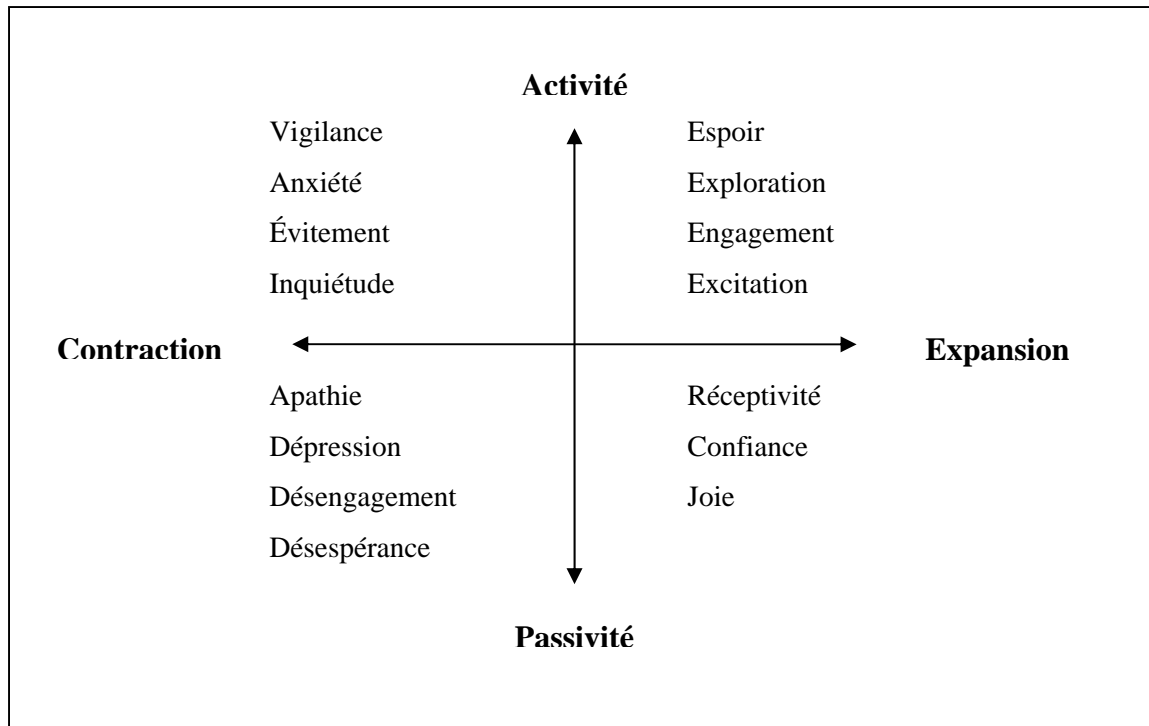 Activité
Vigilance Espoir
Anxiété Exploration
Évitement Engagement
Inquiétude Excitation
Contraction Expansion
Apathie Réceptivité
Dépression Confiance
Désengagement Joie
Désespérance
Passivité